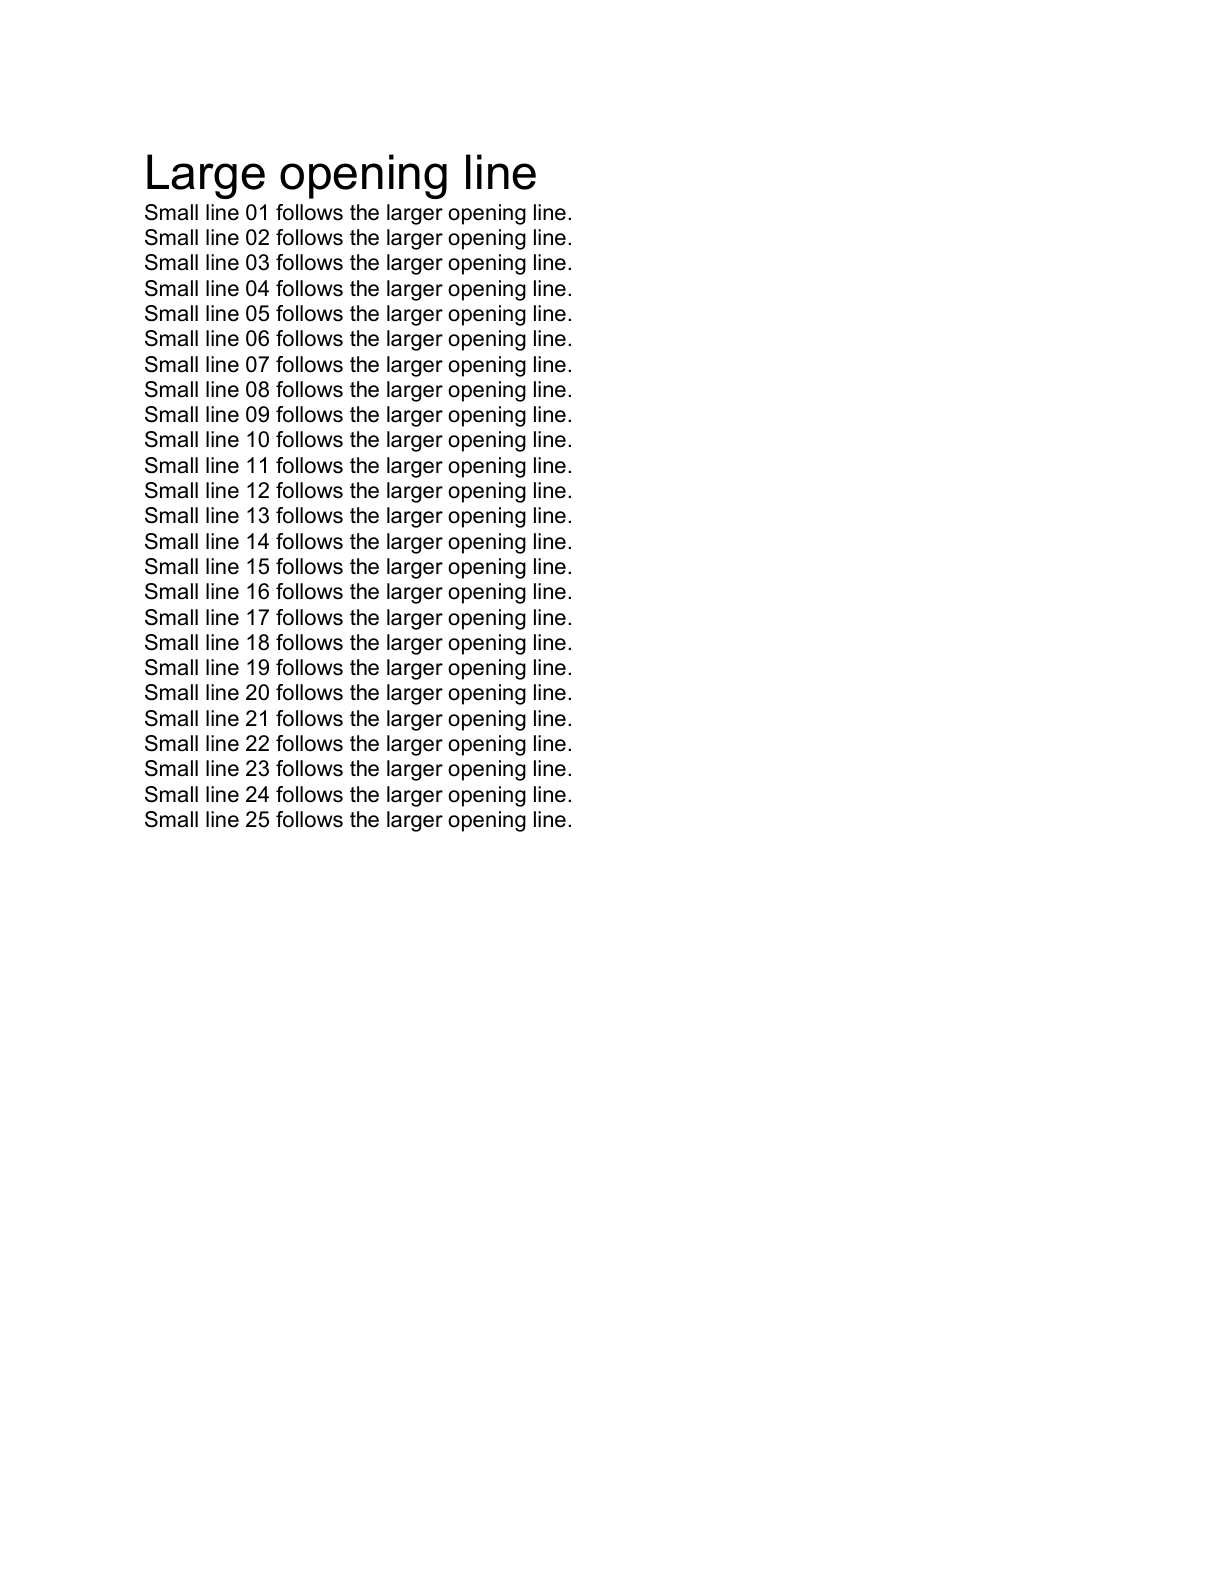 Large opening line
Small line 01 follows the larger opening line.
Small line 02 follows the larger opening line.
Small line 03 follows the larger opening line.
Small line 04 follows the larger opening line.
Small line 05 follows the larger opening line.
Small line 06 follows the larger opening line.
Small line 07 follows the larger opening line.
Small line 08 follows the larger opening line.
Small line 09 follows the larger opening line.
Small line 10 follows the larger opening line.
Small line 11 follows the larger opening line.
Small line 12 follows the larger opening line.
Small line 13 follows the larger opening line.
Small line 14 follows the larger opening line.
Small line 15 follows the larger opening line.
Small line 16 follows the larger opening line.
Small line 17 follows the larger opening line.
Small line 18 follows the larger opening line.
Small line 19 follows the larger opening line.
Small line 20 follows the larger opening line.
Small line 21 follows the larger opening line.
Small line 22 follows the larger opening line.
Small line 23 follows the larger opening line.
Small line 24 follows the larger opening line.
Small line 25 follows the larger opening line.